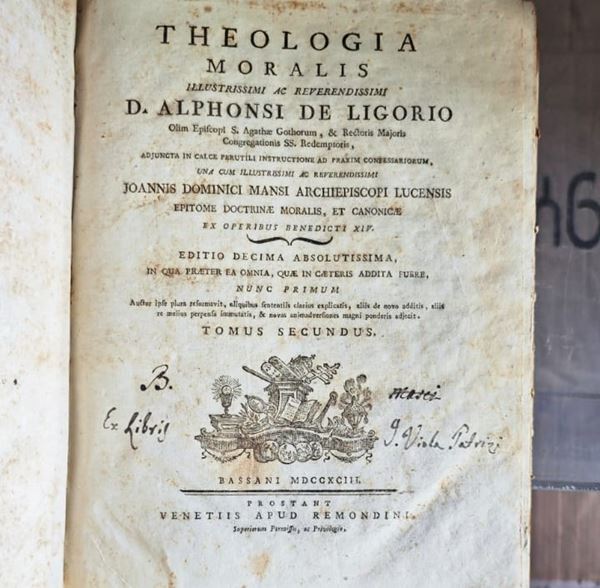 THEOLOGIA
MORALIS
ILLUSTRISSIMI AC REVERENDISSIMI
D. ALPHONSI DE LIGORIO
Olim Episcopi S. Agathæ Gothorum, & Rectoris Majoris
Congregationis SS. Redemptoris,
ADJUNCTA IN CALCE PERUTILI INSTRUCTIONE AD PRAXIM CONFESSARIORUM,
UNA CUM ILLUSTRISSIMI AC REVERENDISSIMI
JOANNIS DOMINICI MANSI ARCHIEPISCOPI LUCENSIS
EPITOME DOCTRINÆ MORALIS, ET CANONICÆ
EX OPERIBUS BENEDICTI XIV.
EDITIO DECIMA ABSOLUTISSIMA,
IN QUA PRÆTER EA OMNIA, QUÆ IN CÆTERIS ADDITA FUERE,
NUNC PRIMUM
Auctor ipse plura reformavit, aliquibus sententiis clarius explicatis, aliis de novo additis, aliis
re melius perpensa immutatis, & novas animadversiones magni ponderis adjecit.
TOMUS SECUNDUS.
B.
Ex Libris
J. Viola Patrizj
BASSANI MDCCXCIII.
PROSTANT
VENETIIS APUD REMONDINI.
Superiorum Permissu, ac Privilegio.